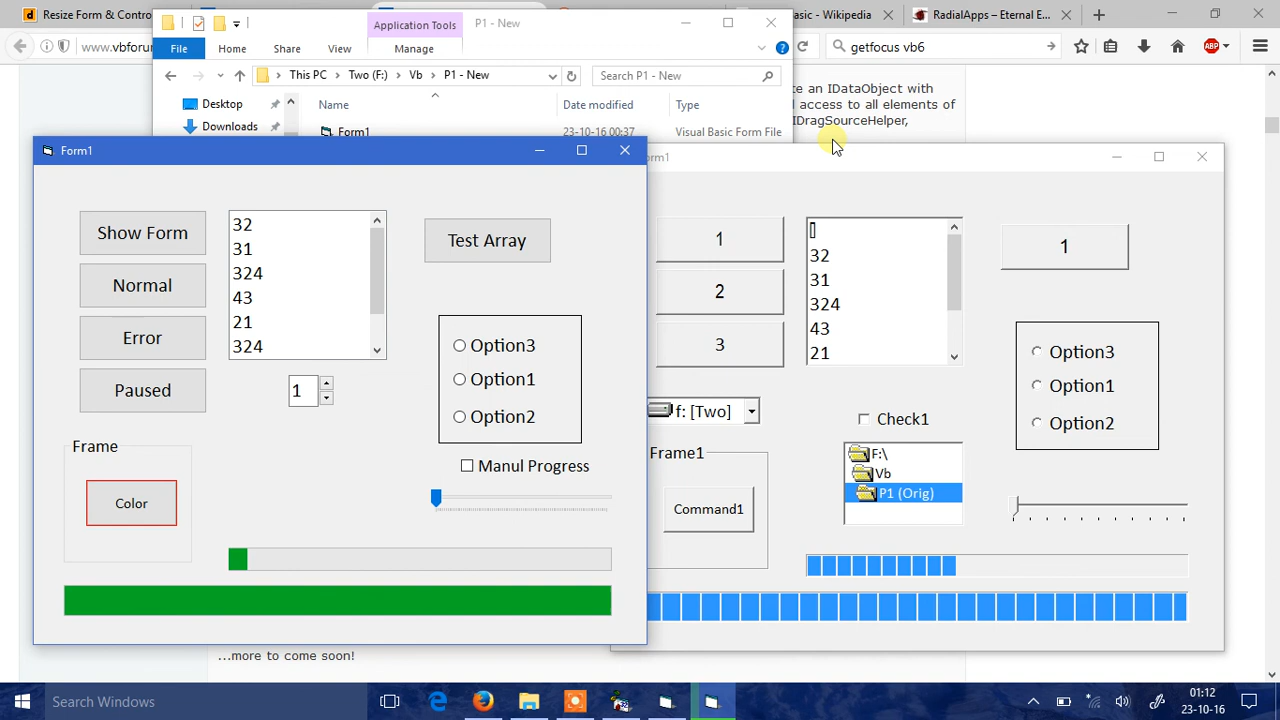 Resize Form & Control
Application Tools
P1 - New
asic - Wikipedia
RadialApps — Eternal E...
File
Home
Share
View
Manage
www.vbforur
getfocus vb6
ABP
This PC
Two (F:)
Vb
P1 - New
Search P1 - New
te an IDataObject with
Desktop
Name
Date modified
Type
l access to all elements of
Downloads
IDragSourceHelper,
Form1
23-10-16 00:37
Visual Basic Form File
Form1
Show Form
Normal
Error
Paused
32
31
324
43
21
324
Test Array
1
Option3
Option1
Option2
Frame
Color
Manul Progress
orm1
1
2
3
32
31
324
43
21
1
Option3
Option1
Option2
f: [Two]
Check1
Frame1
Command1
F:\
Vb
P1 (Orig)
...more to come soon!
Search Windows
01:12
23-10-16